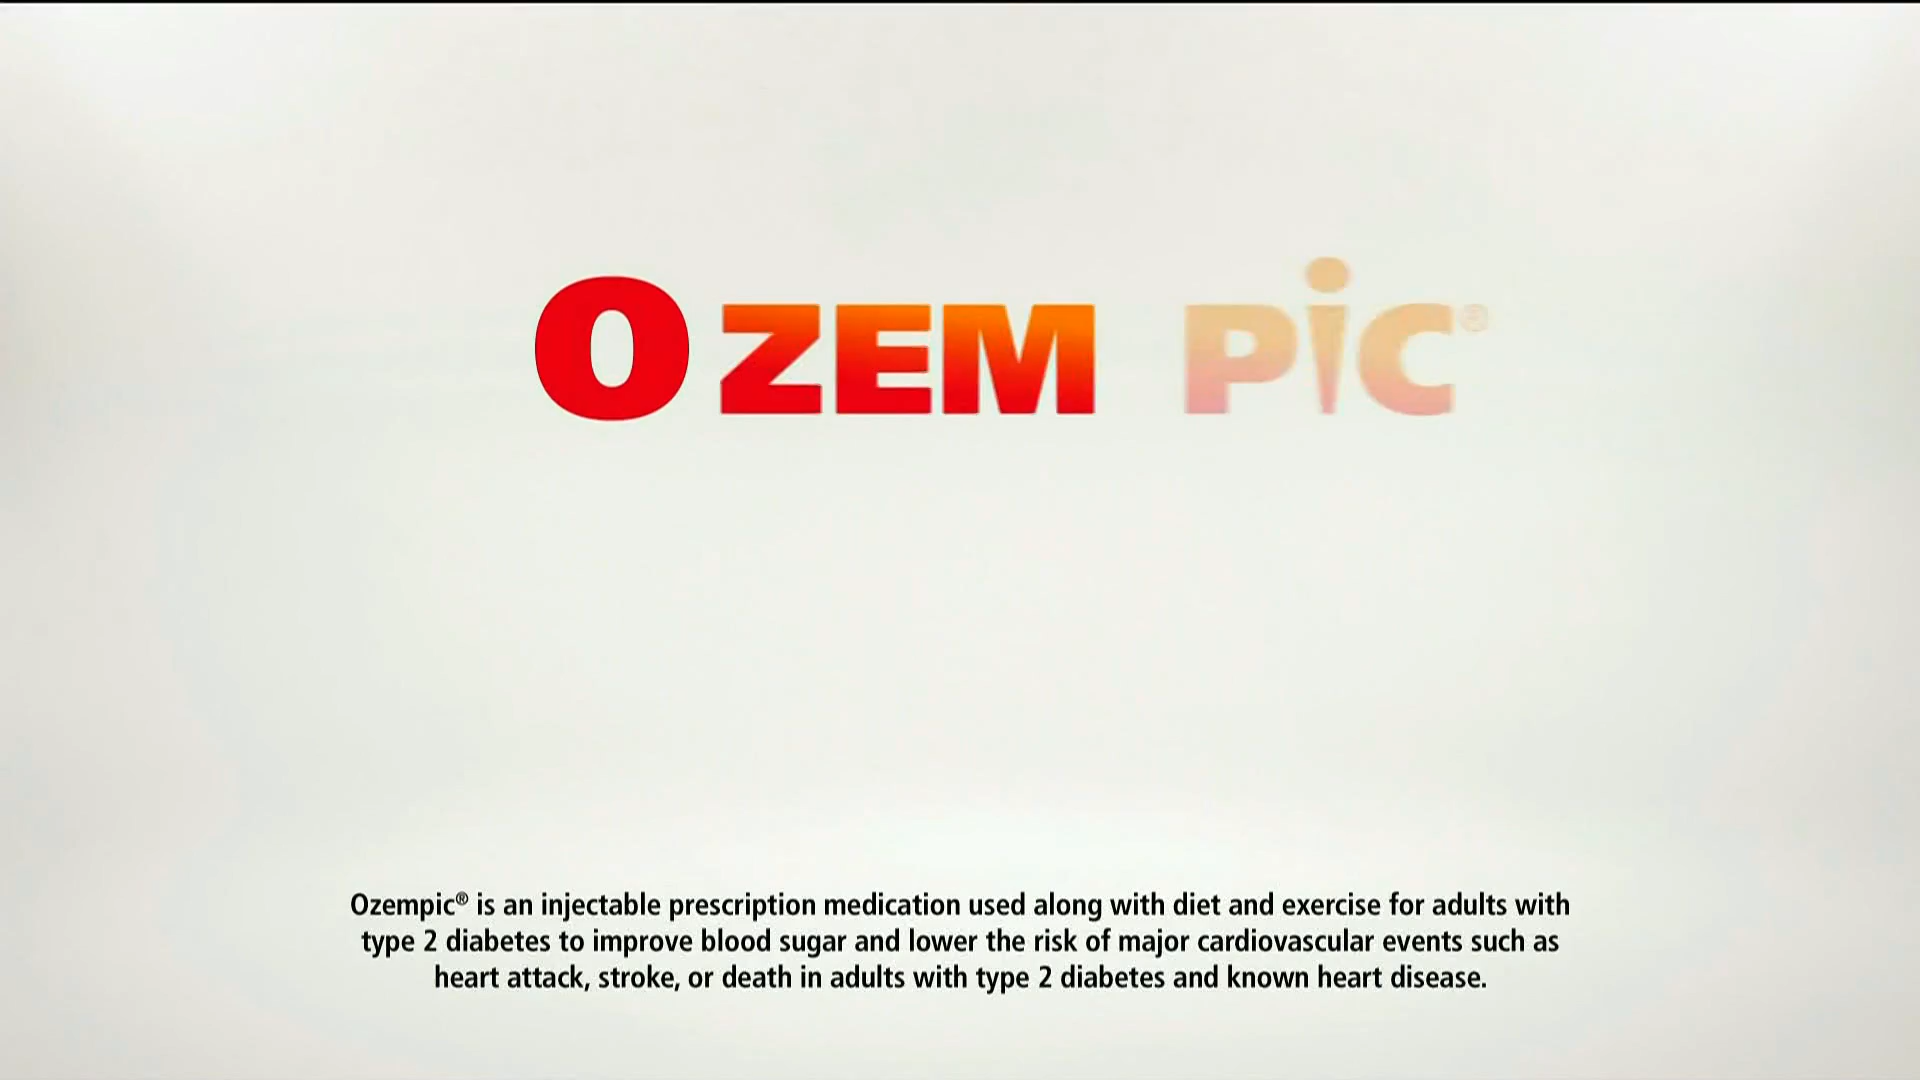 OZEMPiC®
Ozempic® is an injectable prescription medication used along with diet and exercise for adults with
type 2 diabetes to improve blood sugar and lower the risk of major cardiovascular events such as
heart attack, stroke, or death in adults with type 2 diabetes and known heart disease.